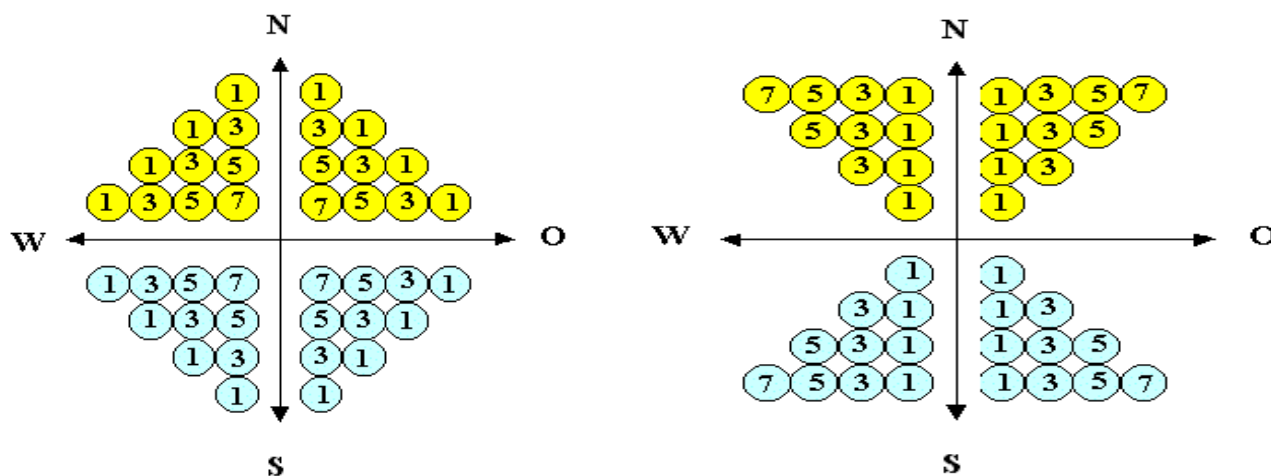 N N
1 1 7 5 3 1 1 3 5 7
1 3 3 1 5 3 1 1 3 5
1 3 5 5 3 1 3 1 1 3
1 3 5 7 7 5 3 1 1 1
W O W O
1 3 5 7 7 5 3 1 1 1
1 3 5 5 3 1 3 1 1 3
1 3 3 1 5 3 1 1 3 5
1 1 7 5 3 1 1 3 5 7
S S